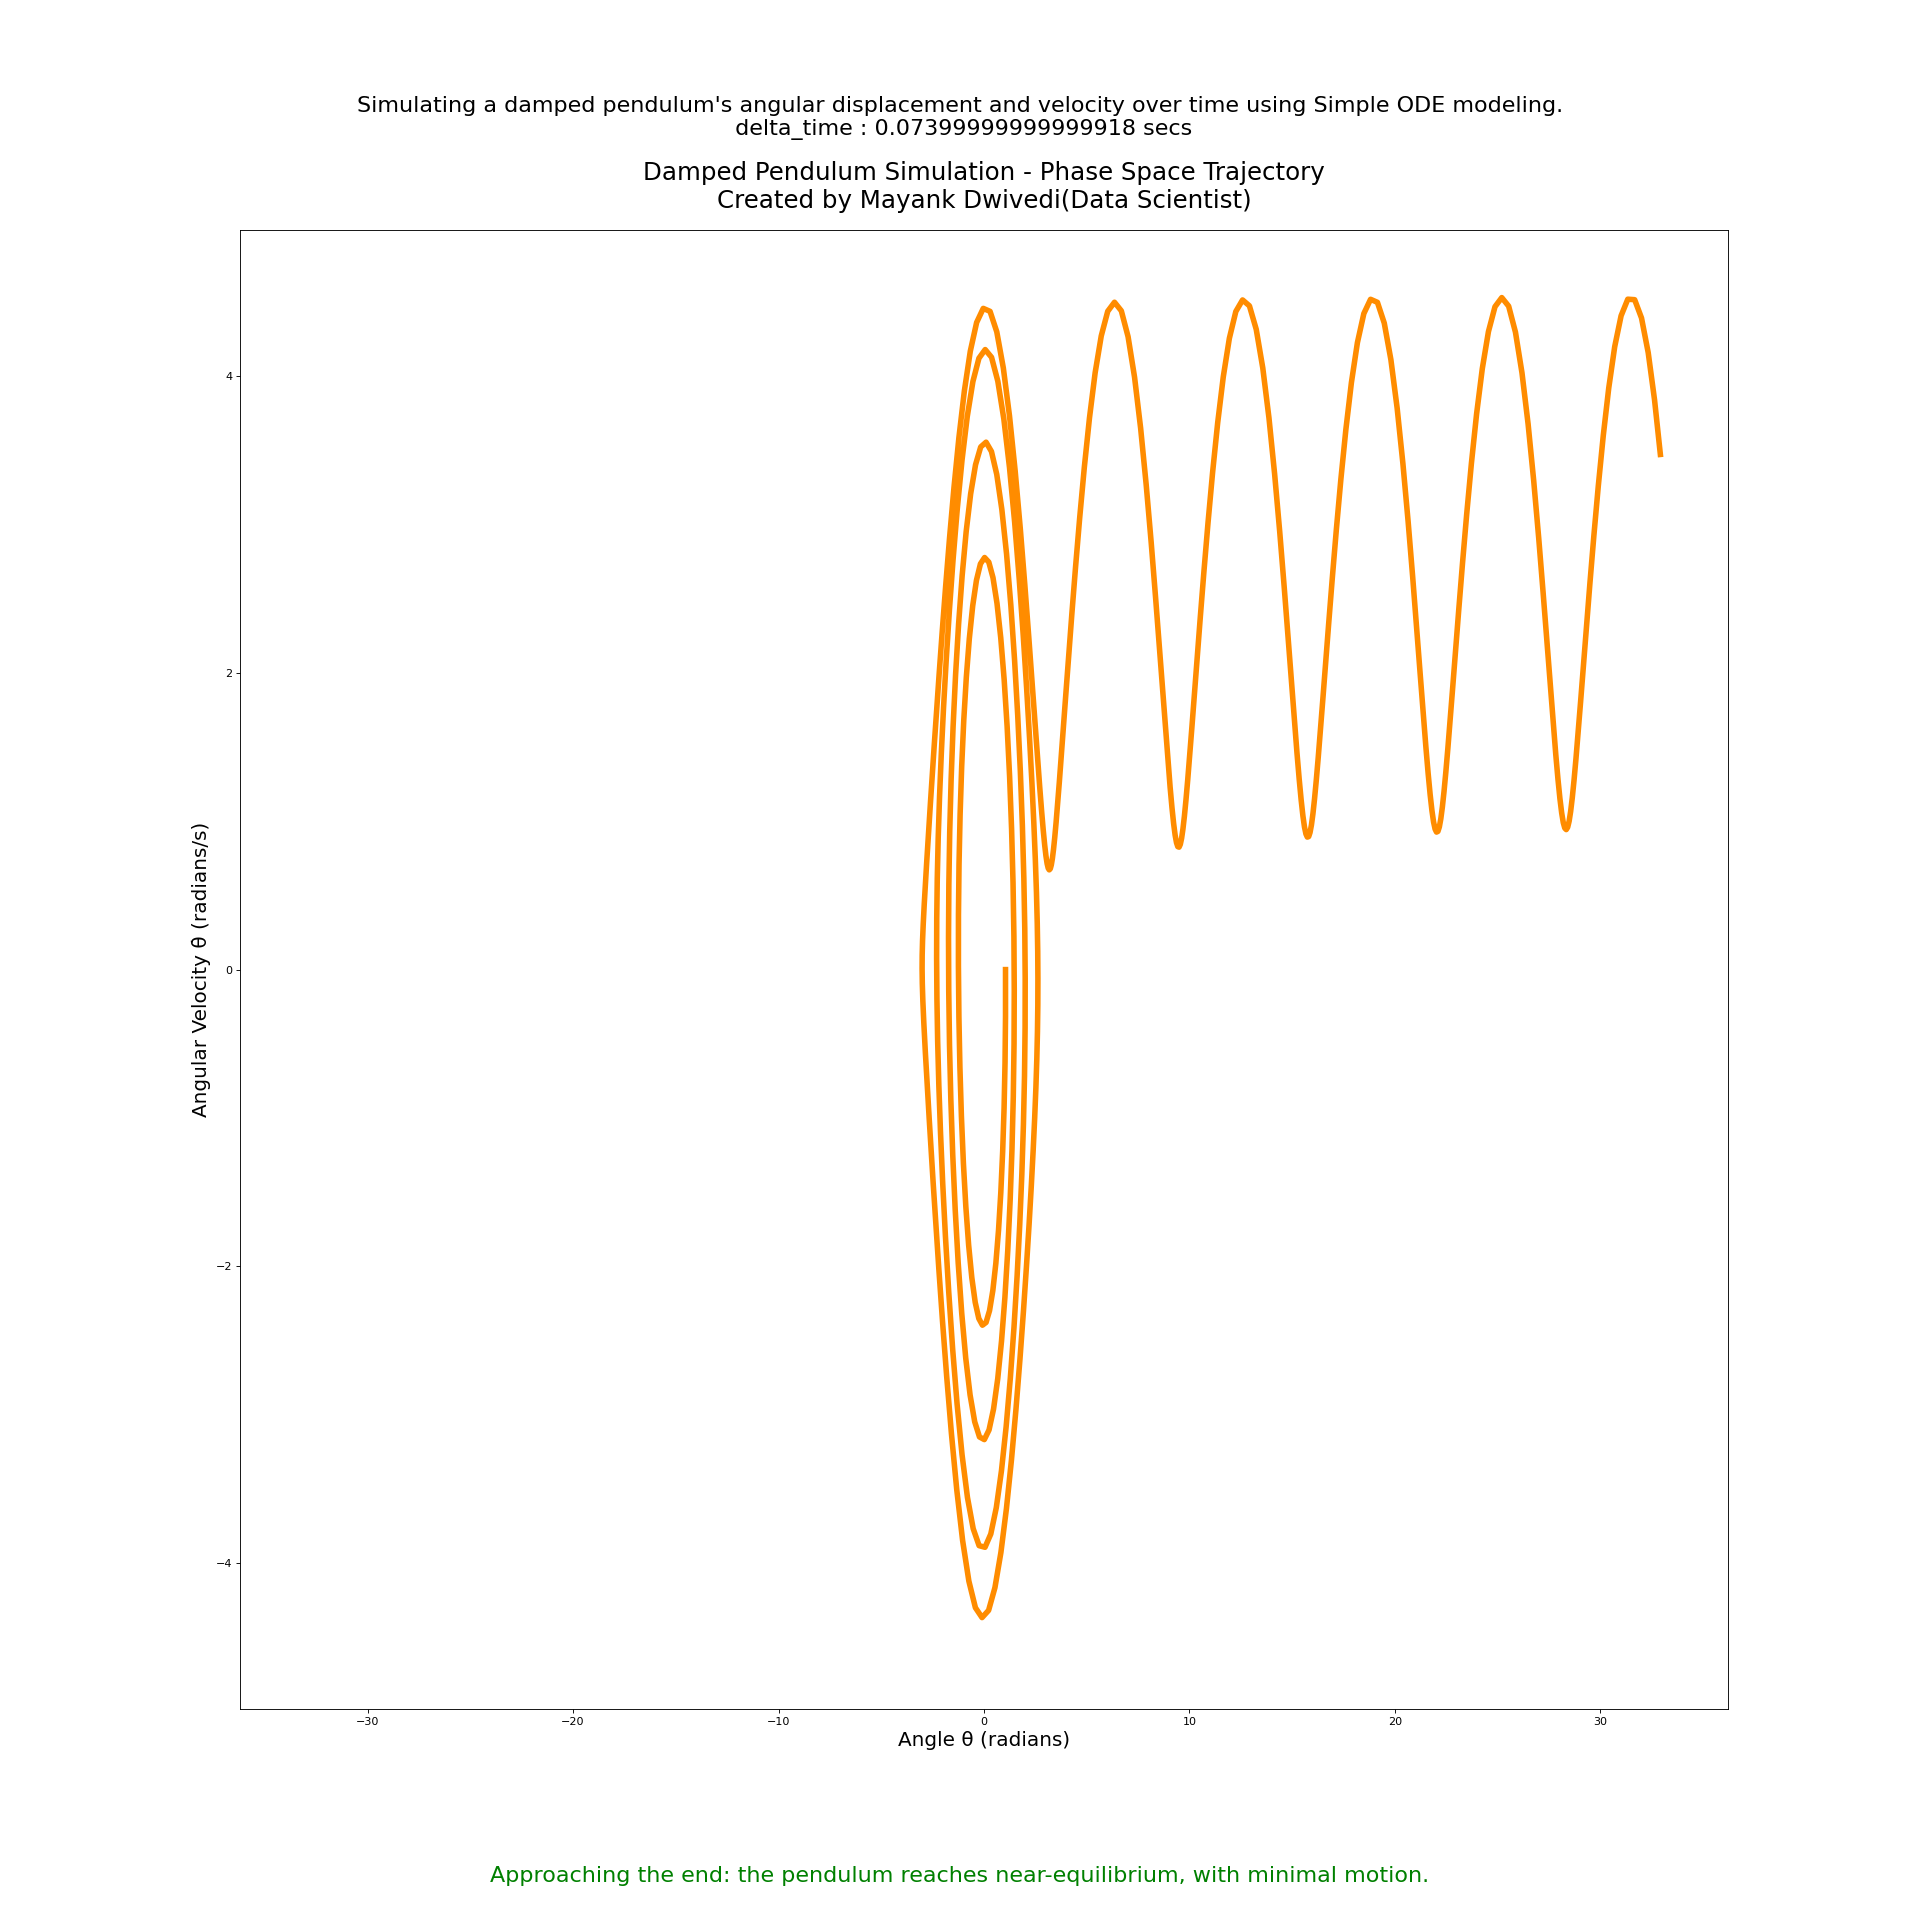 Simulating a damped pendulum's angular displacement and velocity over time using Simple ODE modeling.
delta_time : 0.07399999999999918 secs
Damped Pendulum Simulation - Phase Space Trajectory
Created by Mayank Dwivedi(Data Scientist)
Angular Velocity θ (radians/s)
4
2
0
−2
−4
−30
−20
−10
0
10
20
30
Angle θ (radians)
Approaching the end: the pendulum reaches near-equilibrium, with minimal motion.